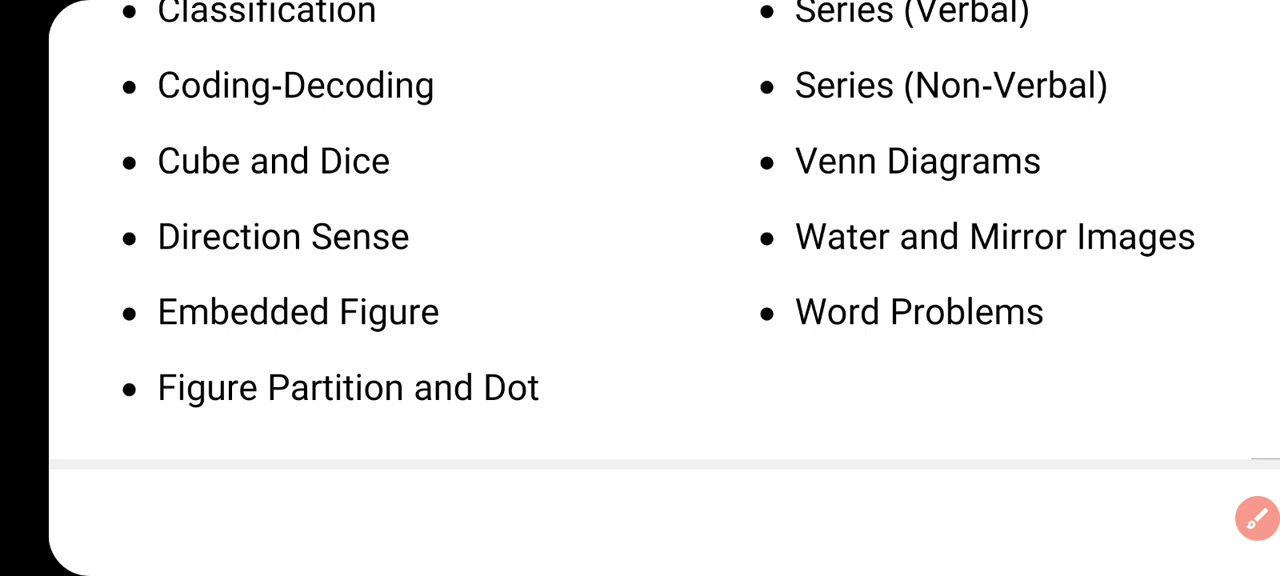 • Classification
• Coding-Decoding
• Cube and Dice
• Direction Sense
• Embedded Figure
• Figure Partition and Dot
• Series (Verbal)
• Series (Non-Verbal)
• Venn Diagrams
• Water and Mirror Images
• Word Problems